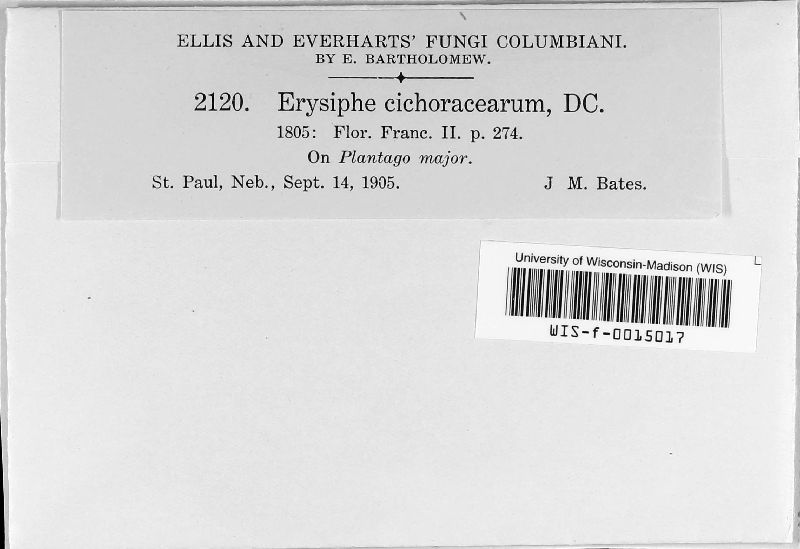 ELLIS AND EVERHARTS' FUNGI COLUMBIANI.
BY E. BARTHOLOMEW.
2120. Erysiphe cichoracearum, DC.
1805: Flor. Franc. II. p. 274.
On Plantago major.
St. Paul, Neb., Sept. 14, 1905. J M. Bates.
University of Wisconsin-Madison (WIS)
WIS-f-0015017